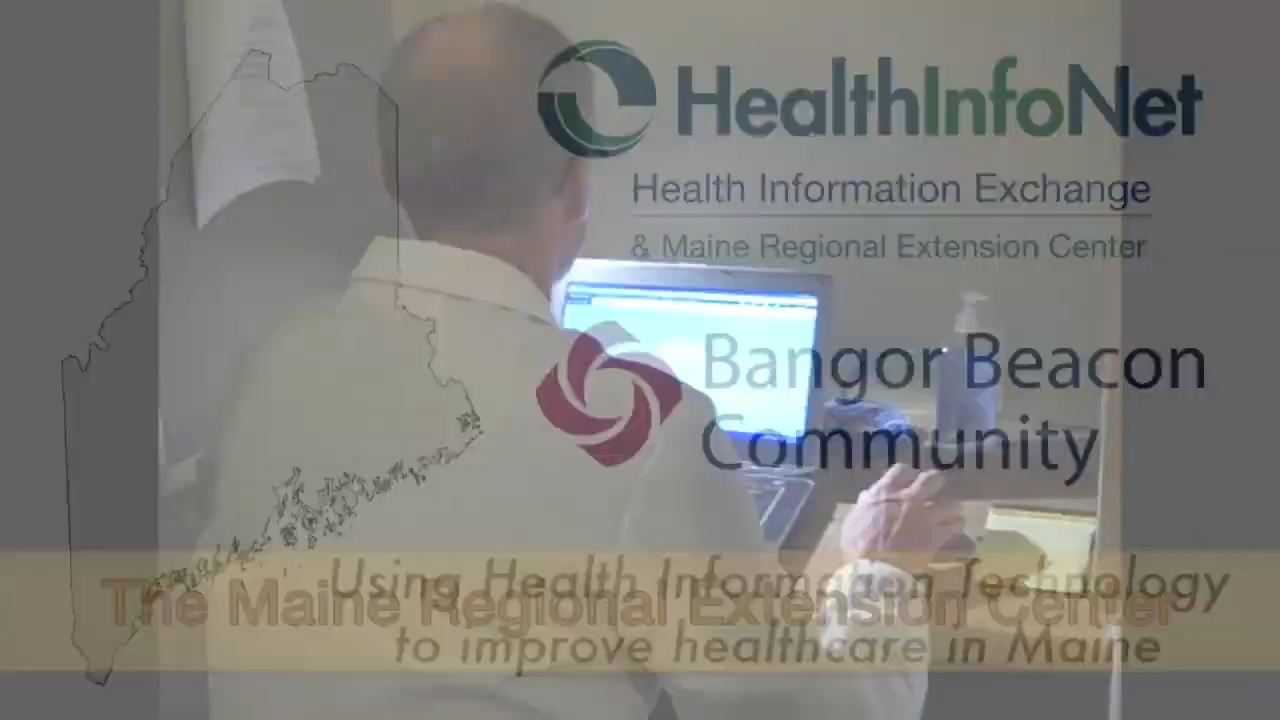 HealthInfoNet
Health Information Exchange
& Maine Regional Extension Center
Bangor Beacon
Community
Using Health Information Technology
The Maine Regional Extension Center
to improve healthcare in Maine